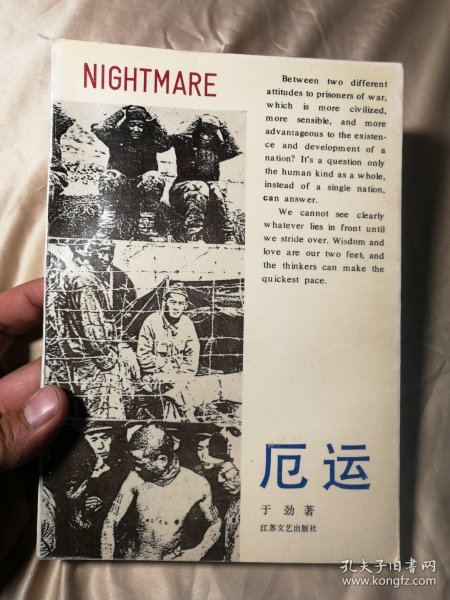 NIGHTMARE
Between two different
attitudes to prisoners of war,
which is more civilized,
more sensible, and more
advantageous to the existen-
ce and development of a
nation? It's a question only
the human kind as a whole,
instead of a single nation,
can answer.
We cannot see clearly
whatever lies in front until
we stride over. Wisdom and
love are our two feet, and
the thinkers can make the
quickest pace.
厄运
于劲著
江苏文艺出版社
孔夫子旧书网
www.kongfz.com